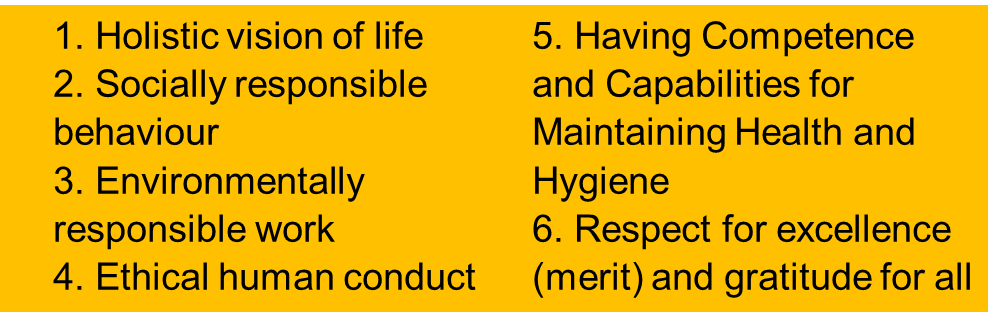 1. Holistic vision of life
2. Socially responsible
behaviour
3. Environmentally
responsible work
4. Ethical human conduct
5. Having Competence
and Capabilities for
Maintaining Health and
Hygiene
6. Respect for excellence
(merit) and gratitude for all